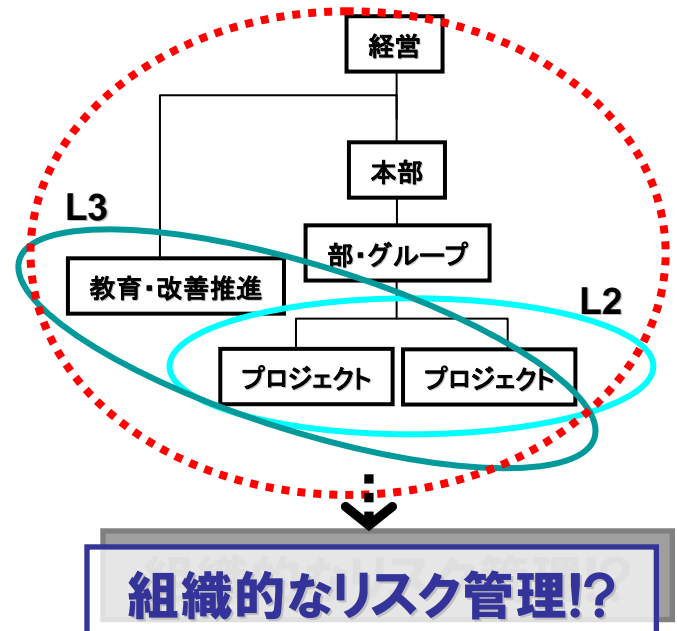 経営
本部
L3
部・グループ
教育・改善推進
L2
プロジェクト
プロジェクト
組織的なリスク管理!?